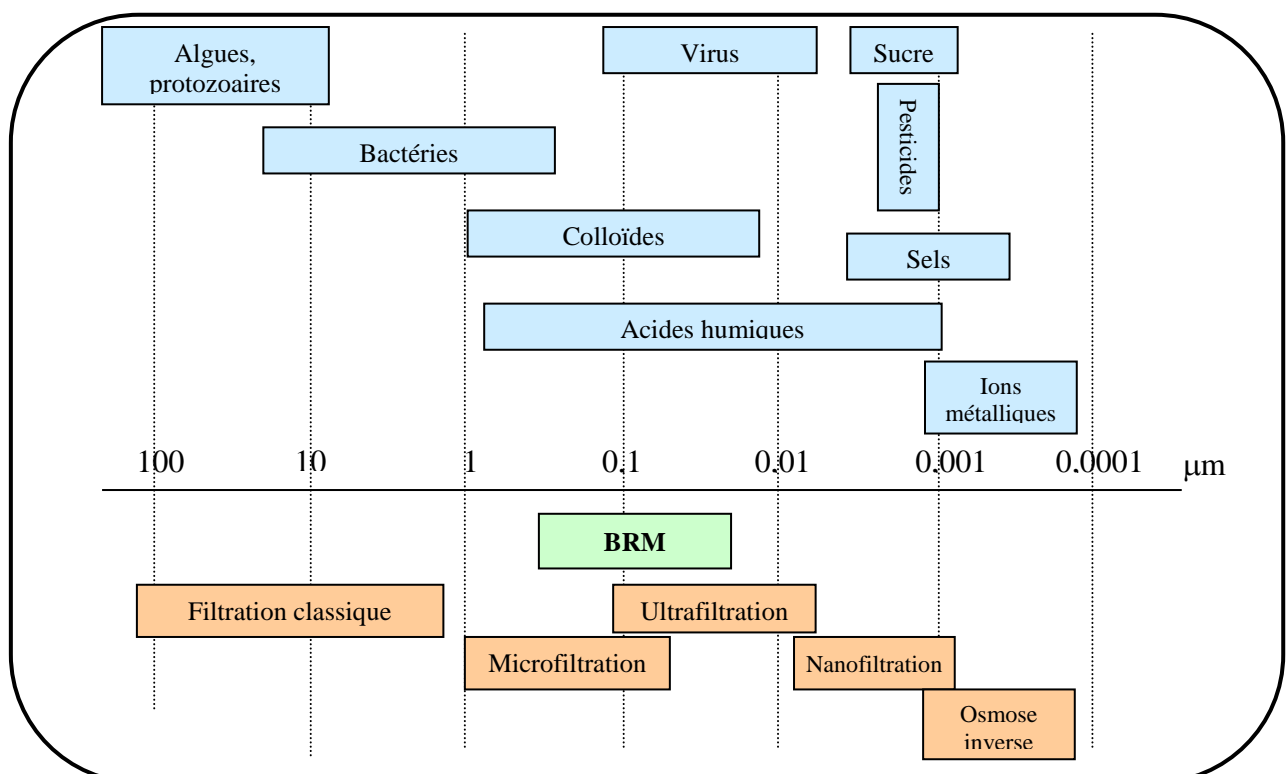 Algues,
protozoaires
Virus
Sucre
Pesticides
Bactéries
Colloïdes
Sels
Acides humiques
Ions
métalliques
100 10 1 0.1 0.01 0.001 0.0001 µm
BRM
Filtration classique
Ultrafiltration
Microfiltration
Nanofiltration
Osmose
inverse